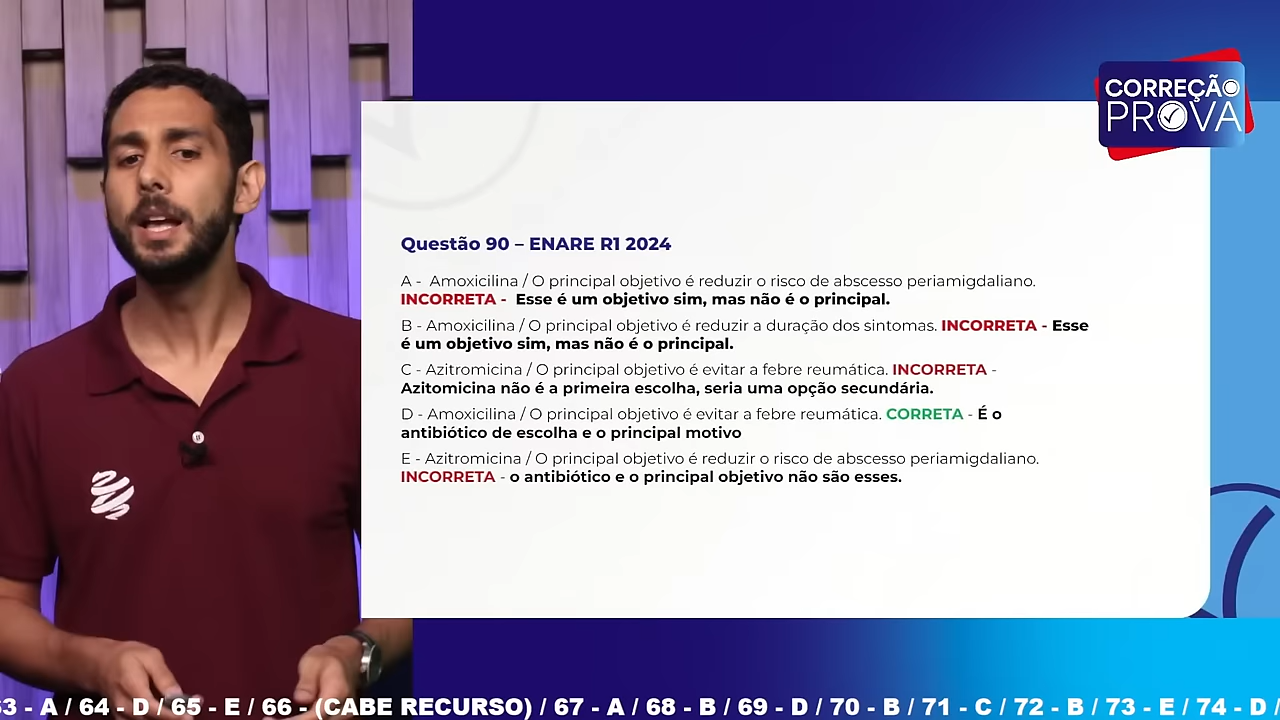 CORREÇÃO
PROVA
Questão 90 – ENARE R1 2024
A - Amoxicilina / O principal objetivo é reduzir o risco de abscesso periamigdaliano.
INCORRETA - Esse é um objetivo sim, mas não é o principal.
B - Amoxicilina / O principal objetivo é reduzir a duração dos sintomas. INCORRETA - Esse
é um objetivo sim, mas não é o principal.
C - Azitromicina / O principal objetivo é evitar a febre reumática. INCORRETA -
Azitomicina não é a primeira escolha, seria uma opção secundária.
D - Amoxicilina / O principal objetivo é evitar a febre reumática. CORRETA - É o
antibiótico de escolha e o principal motivo
E - Azitromicina / O principal objetivo é reduzir o risco de abscesso periamigdaliano.
INCORRETA - o antibiótico e o principal objetivo não são esses.
63 - A / 64 - D / 65 - E / 66 - (CABE RECURSO) / 67 - A / 68 - B / 69 - D / 70 - B / 71 - C / 72 - B / 73 - E / 74 - D /